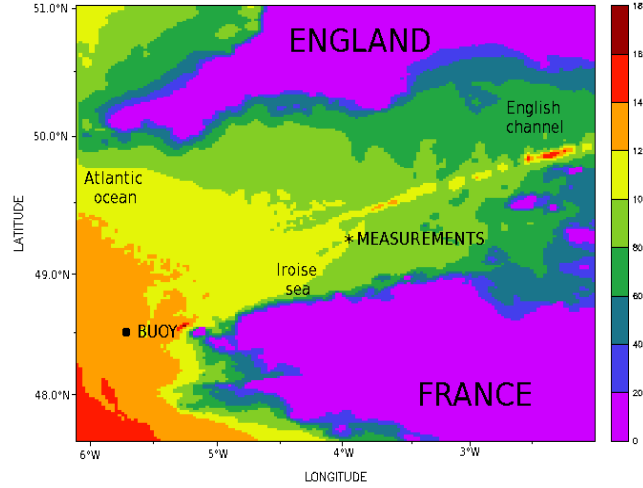 51.0°N
ENGLAND
English
channel
50.0°N
Atlantic
ocean
LATITUDE
* MEASUREMENTS
49.0°N
Iroise
sea
BUOY
48.0°N
FRANCE
6°W
5°W
4°W
3°W
LONGITUDE
18
16
14
12
10
80
60
40
20
0